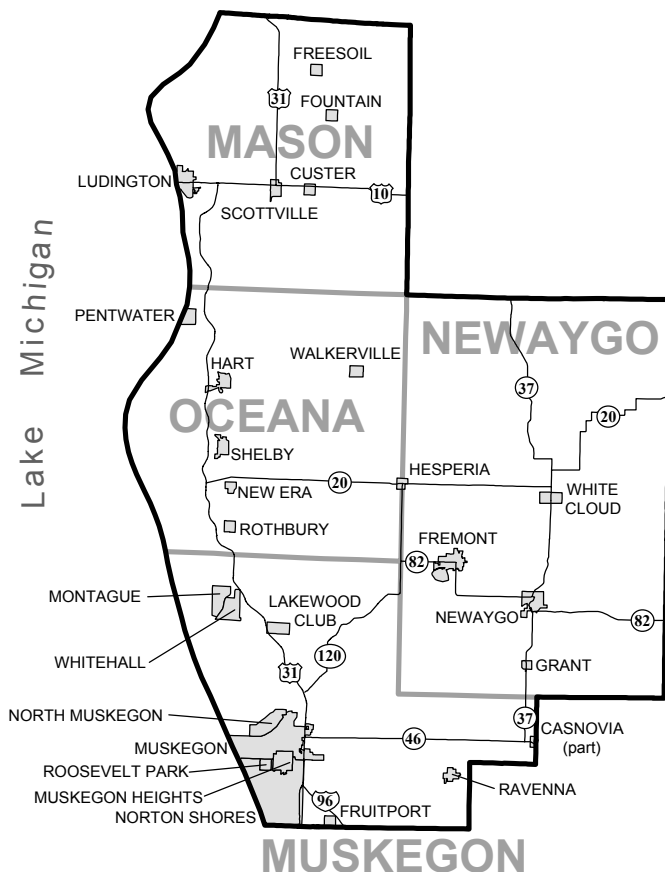 FREESOIL
31
FOUNTAIN
MASON
LUDINGTON
CUSTER
10
SCOTTVILLE
Lake Michigan
PENTWATER
NEWAYGO
WALKERVILLE
HART
37
OCEANA
20
SHELBY
HESPERIA
NEW ERA
20
WHITE
CLOUD
ROTHBURY
FREMONT
82
MONTAGUE
LAKEWOOD
CLUB
NEWAYGO
82
WHITEHALL
120
31
GRANT
NORTH MUSKEGON
37
CASNOVIA
(part)
46
MUSKEGON
ROOSEVELT PARK
MUSKEGON HEIGHTS
RAVENNA
96
NORTON SHORES
FRUITPORT
MUSKEGON